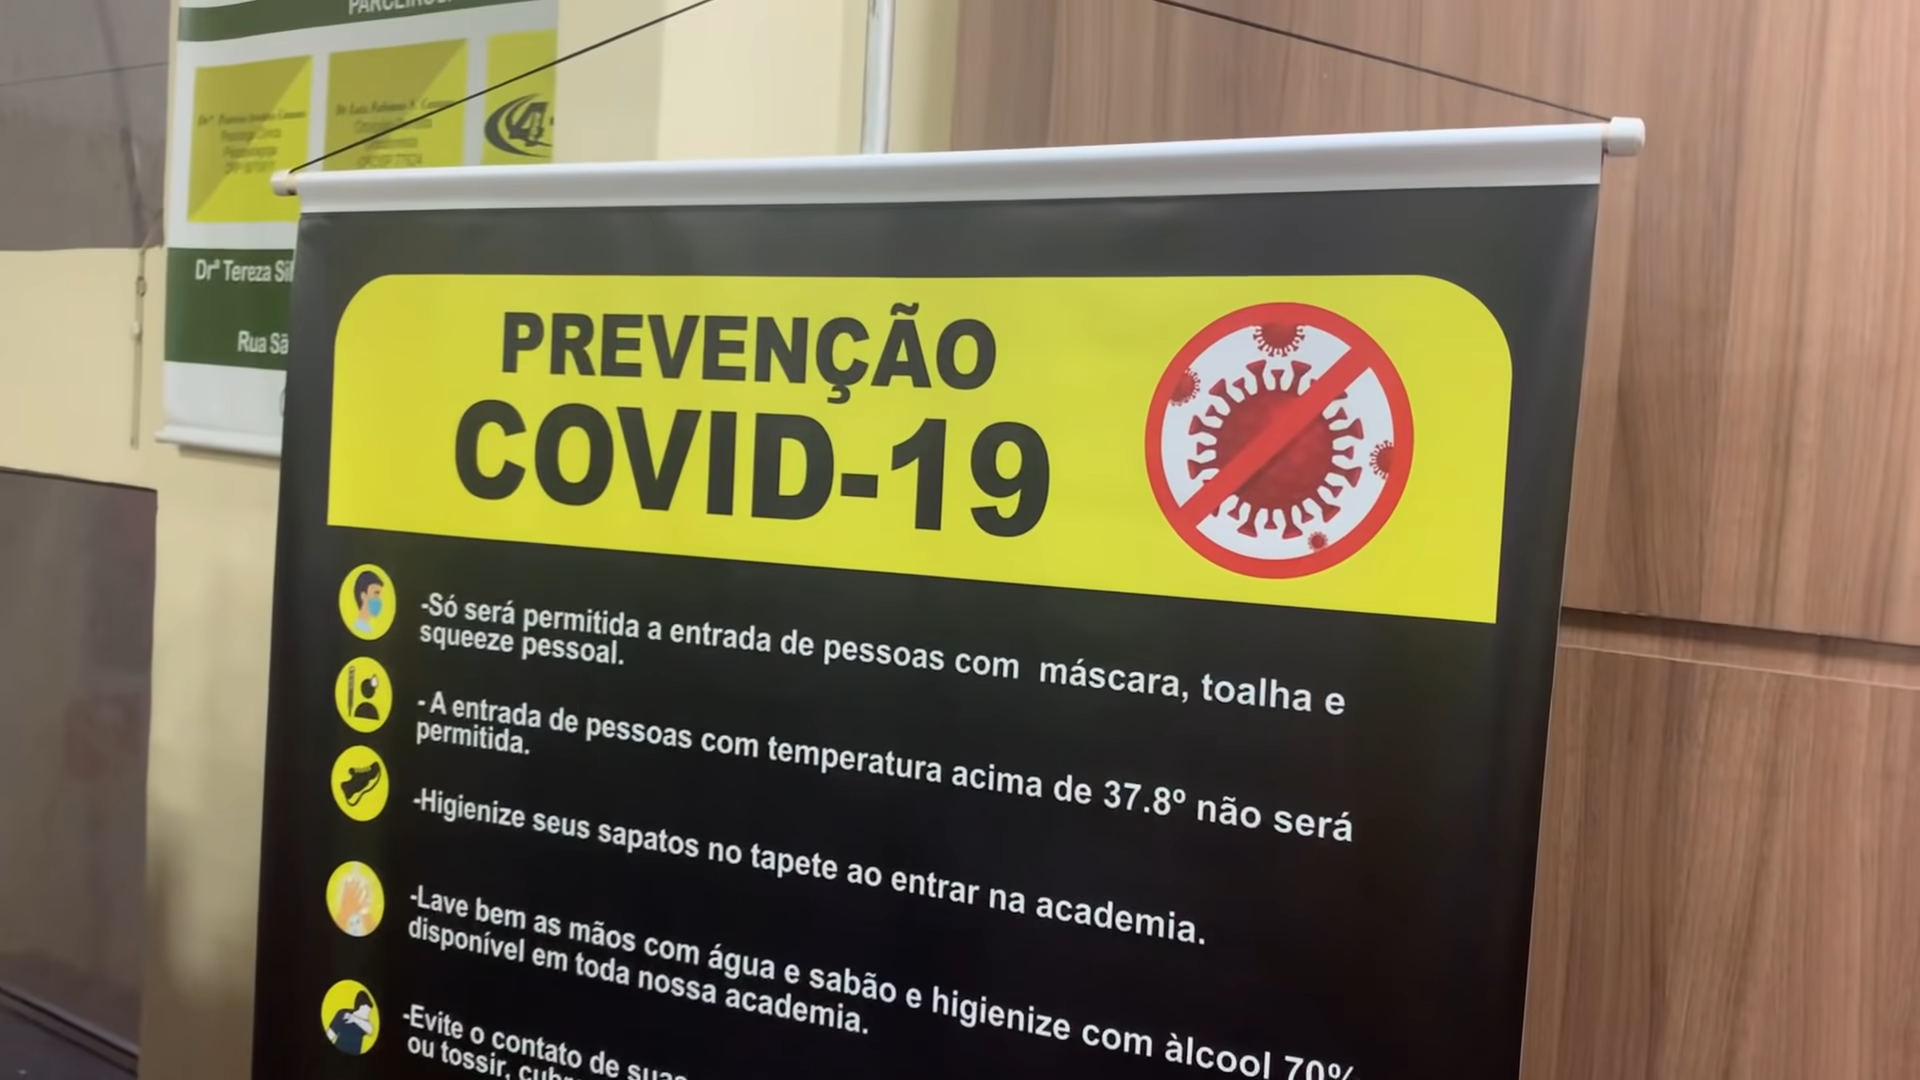 PARCEIROS
Drª Tereza Sil
Rua Sã
PREVENÇÃO
COVID-19
-Só será permitida a entrada de pessoas com máscara, toalha e
squeeze pessoal.
- A entrada de pessoas com temperatura acima de 37.8º não será
permitida.
-Higienize seus sapatos no tapete ao entrar na academia.
-Lave bem as mãos com água e sabão e higienize com àlcool 70%
disponível em toda nossa academia.
-Evite o contato de suas
ou tossir,